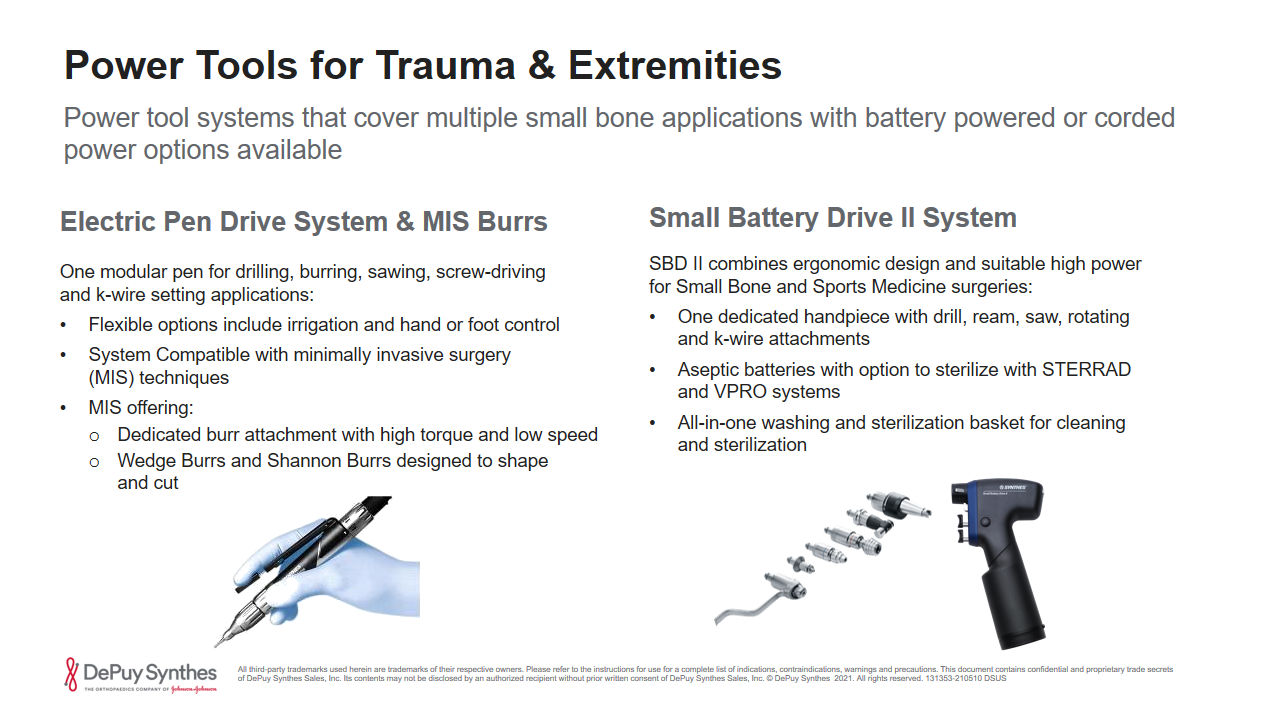 Power Tools for Trauma & Extremities
Power tool systems that cover multiple small bone applications with battery powered or corded
power options available
Electric Pen Drive System & MIS Burrs
One modular pen for drilling, burring, sawing, screw-driving
and k-wire setting applications:
• Flexible options include irrigation and hand or foot control
• System Compatible with minimally invasive surgery
(MIS) techniques
• MIS offering:
o Dedicated burr attachment with high torque and low speed
o Wedge Burrs and Shannon Burrs designed to shape
and cut
Small Battery Drive II System
SBD II combines ergonomic design and suitable high power
for Small Bone and Sports Medicine surgeries:
• One dedicated handpiece with drill, ream, saw, rotating
and k-wire attachments
• Aseptic batteries with option to sterilize with STERRAD
and VPRO systems
• All-in-one washing and sterilization basket for cleaning
and sterilization
SYNTHES
Small Battery Drive II
DePuy Synthes
THE ORTHOPAEDICS COMPANY OF Johnson & Johnson
All third-party trademarks used herein are trademarks of their respective owners. Please refer to the instructions for use for a complete list of indications, contraindications, warnings and precautions. This document contains confidential and proprietary trade secrets
of DePuy Synthes Sales, Inc. Its contents may not be disclosed by an authorized recipient without prior written consent of DePuy Synthes Sales, Inc. © DePuy Synthes 2021. All rights reserved. 131353-210510 DSUS